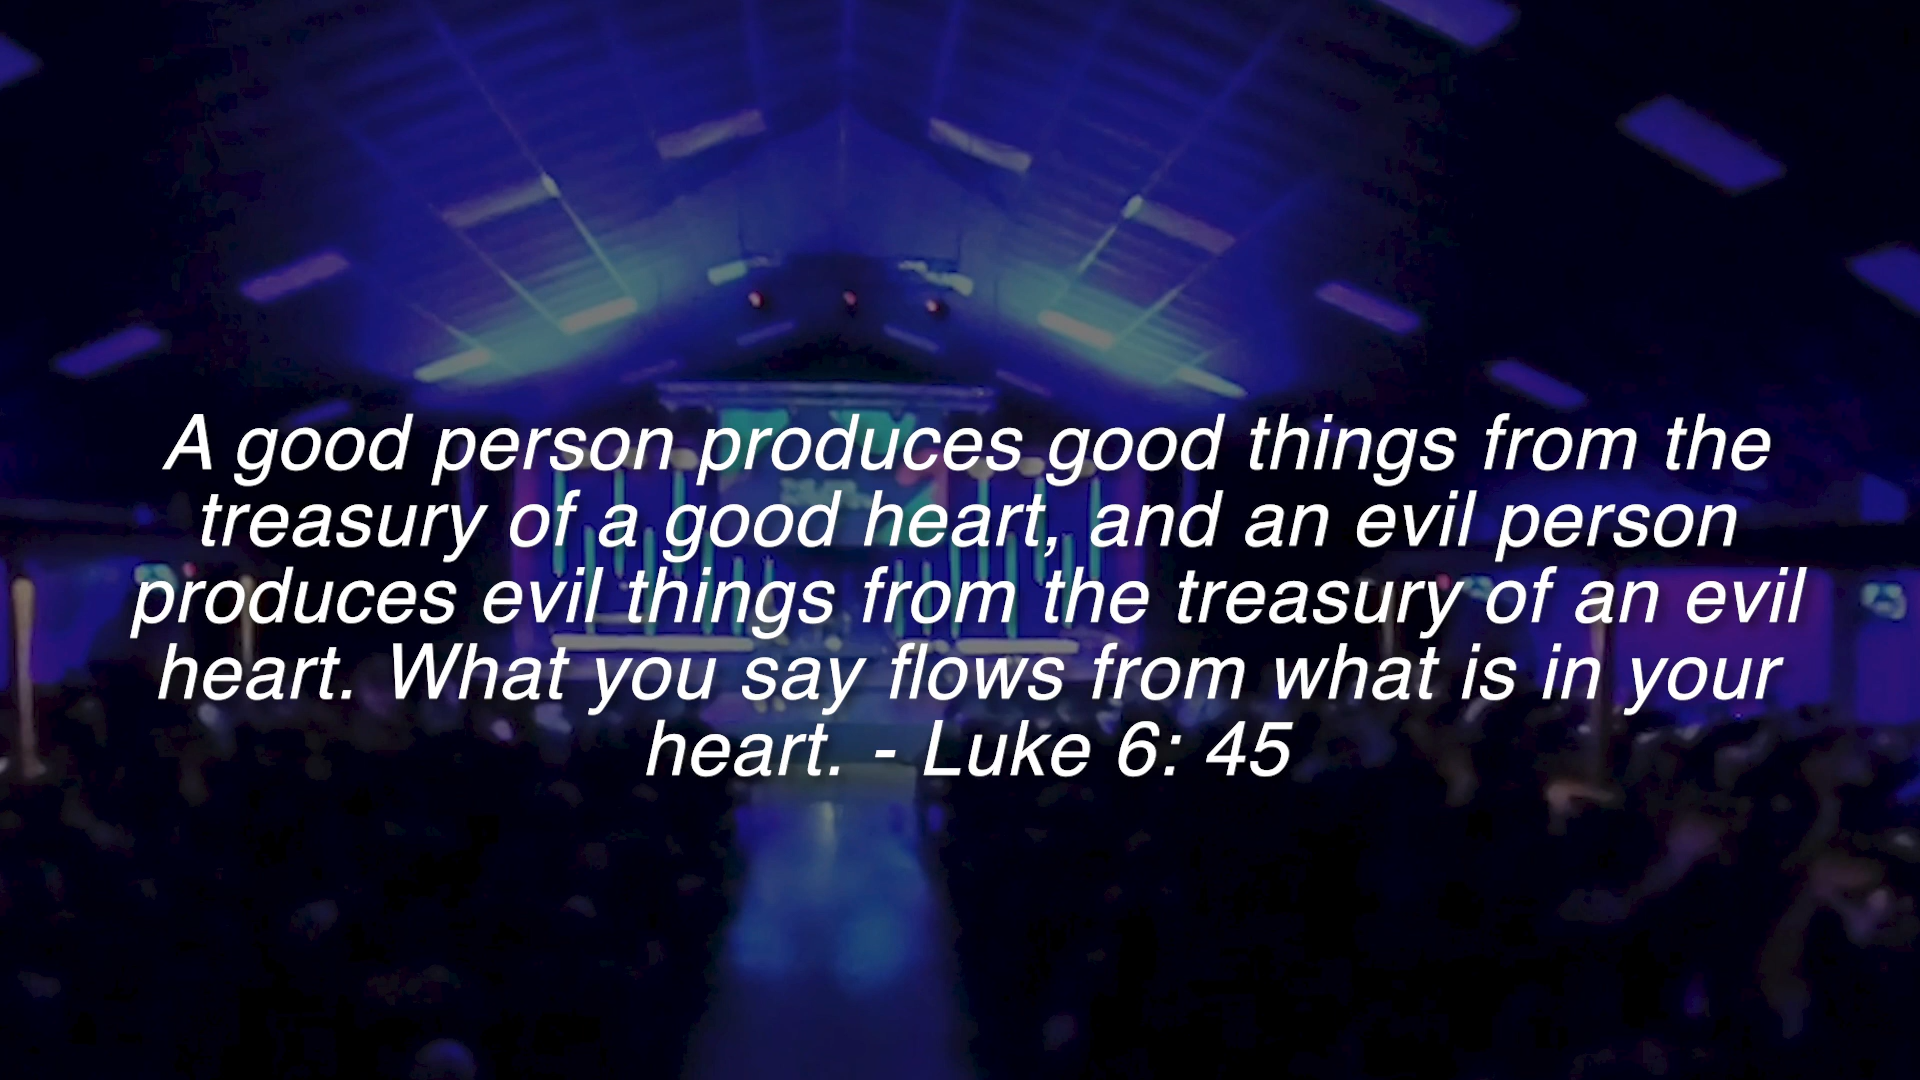 A good person produces good things from the
treasury of a good heart, and an evil person
produces evil things from the treasury of an evil
heart. What you say flows from what is in your
heart. - Luke 6: 45